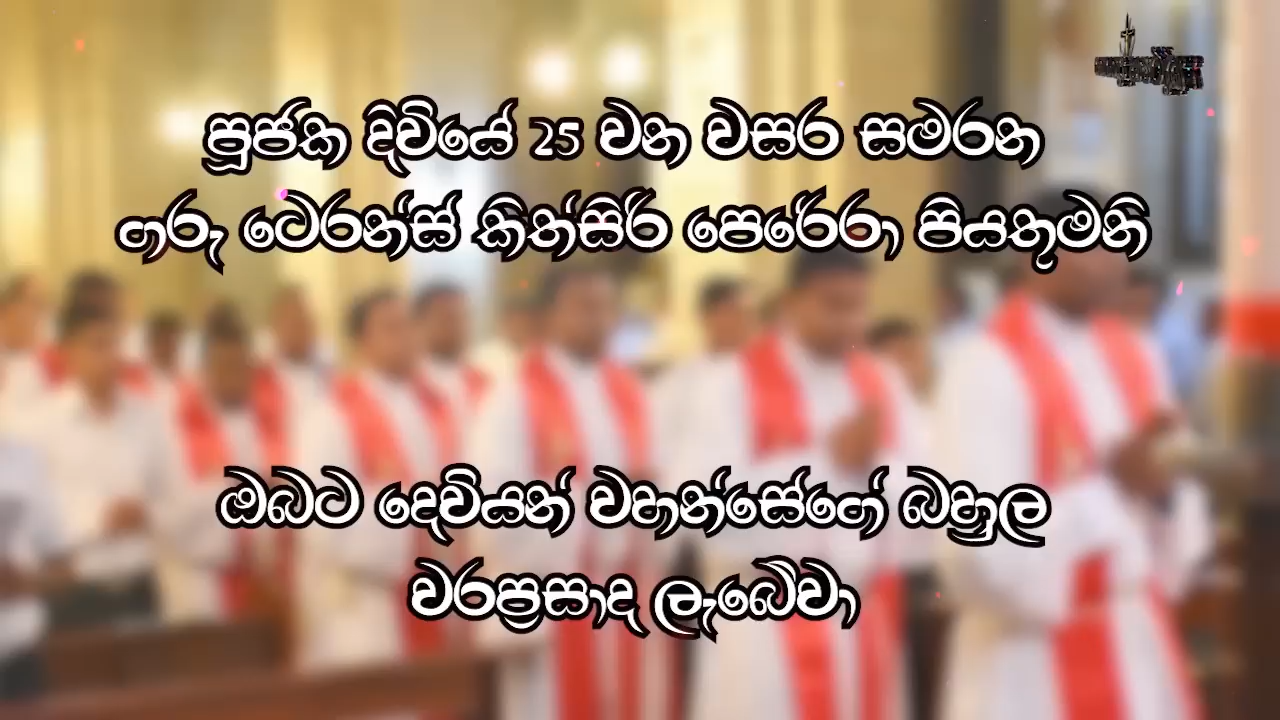 පූජක දිවියේ 25 වන වසර සමරන
ගරු ටෙරන්ස් කිත්සිරි පෙරේරා පියතුමනි
ඔබට දෙවියන් වහන්සේගේ බහුල
වරප්‍රසාද ලැබේවා